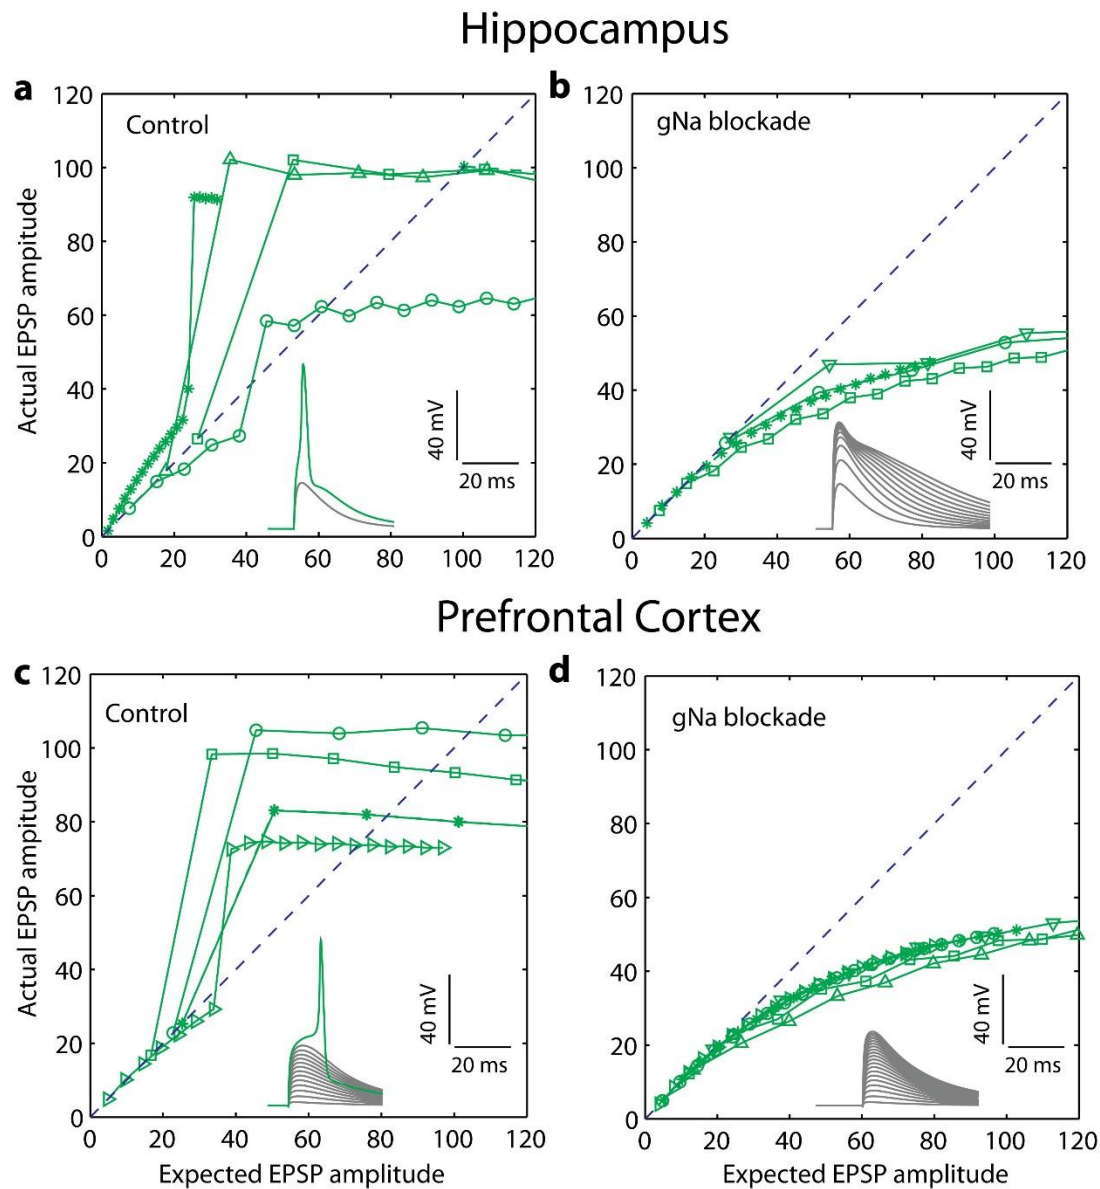 Hippocampus
a
b
120
100
80
60
40
20
0
Control
Actual EPSP ampitude
40 mV
20 ms
0 20 40 60 80 100 120
120
100
80
60
40
20
0
gNa blockade
40 mV
20 ms
0 20 40 60 80 100 120
Prefrontal Cortex
c
d
120
100
80
60
40
20
0
Control
Actual EPSP ampitude
40 mV
20 ms
0 20 40 60 80 100 120
Expected EPSP amplitude
120
100
80
60
40
20
0
gNa blockade
40 mV
20 ms
0 20 40 60 80 100 120
Expected EPSP amplitude